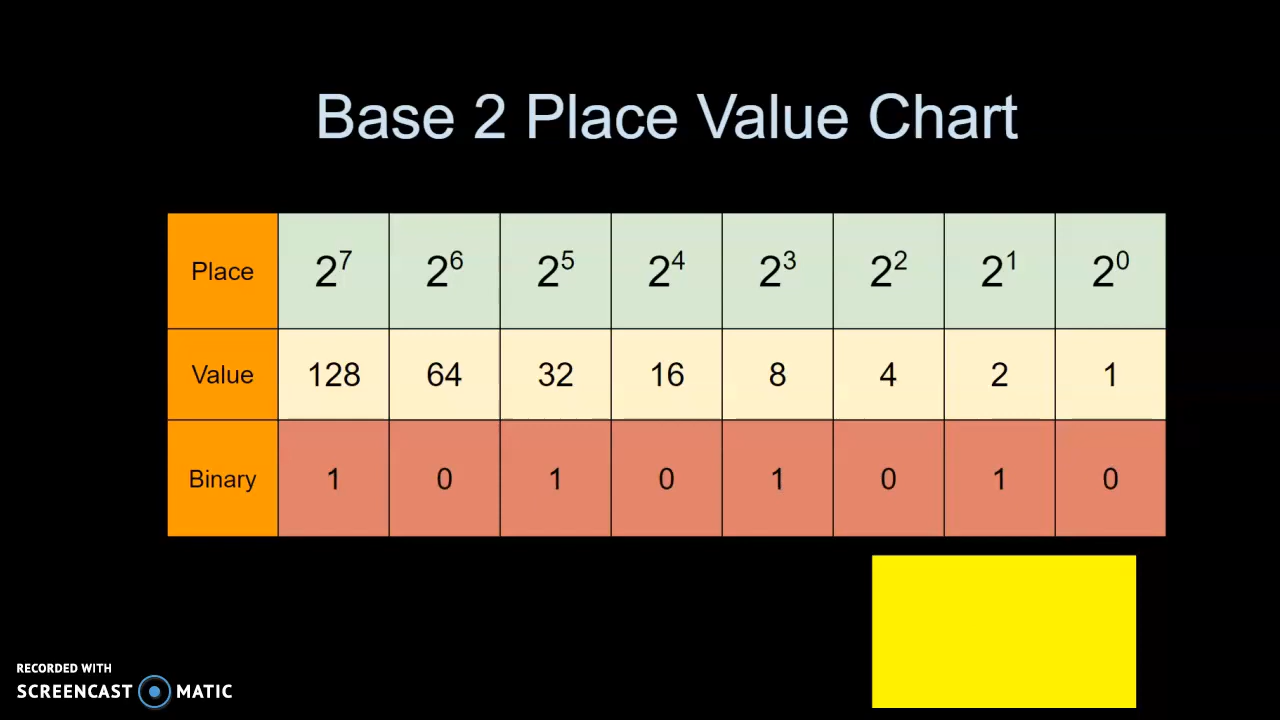 Base 2 Place Value Chart
Place 2⁷ 2⁶ 2⁵ 2⁴ 2³ 2² 2¹ 2⁰
Value 128 64 32 16 8 4 2 1
Binary 1 0 1 0 1 0 1 0
RECORDED WITH
SCREENCAST MATIC